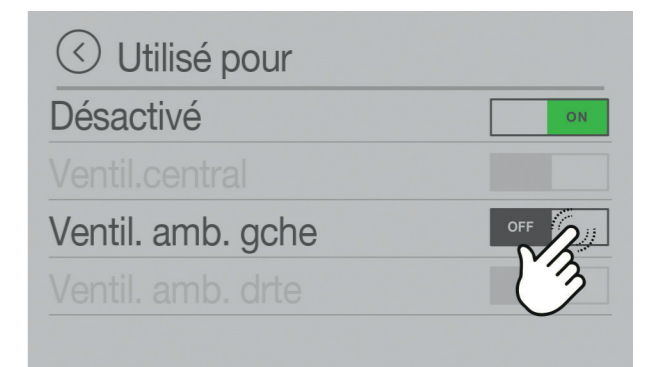 Utilisé pour
Désactivé ON
Ventil.central
Ventil. amb. gche OFF
Ventil. amb. drte